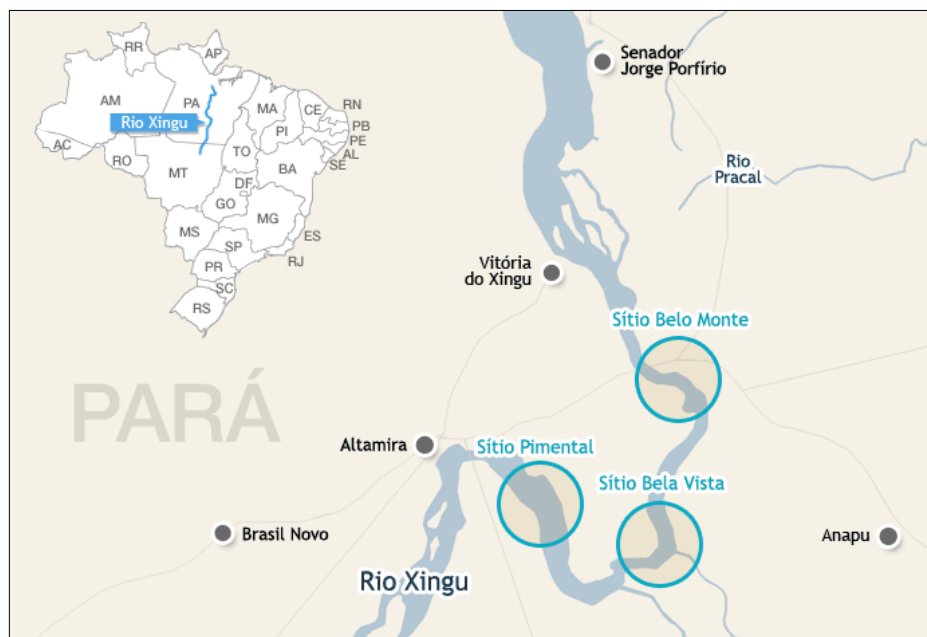 RR
AP
AM
PA
MA
CE
RN
Rio Xingu
PB
PI
PE
AC
AL
TO
SE
RO
BA
MT
DF
GO
MG
MS
ES
SP
RJ
PR
SC
RS
Senador
Jorge Porfírio
Rio
Pracal
Vitória
do Xingu
Sítio Belo Monte
PARÁ
Altamira
Sítio Pimental
Sítio Bela Vista
Brasil Novo
Anapu
Rio Xingu